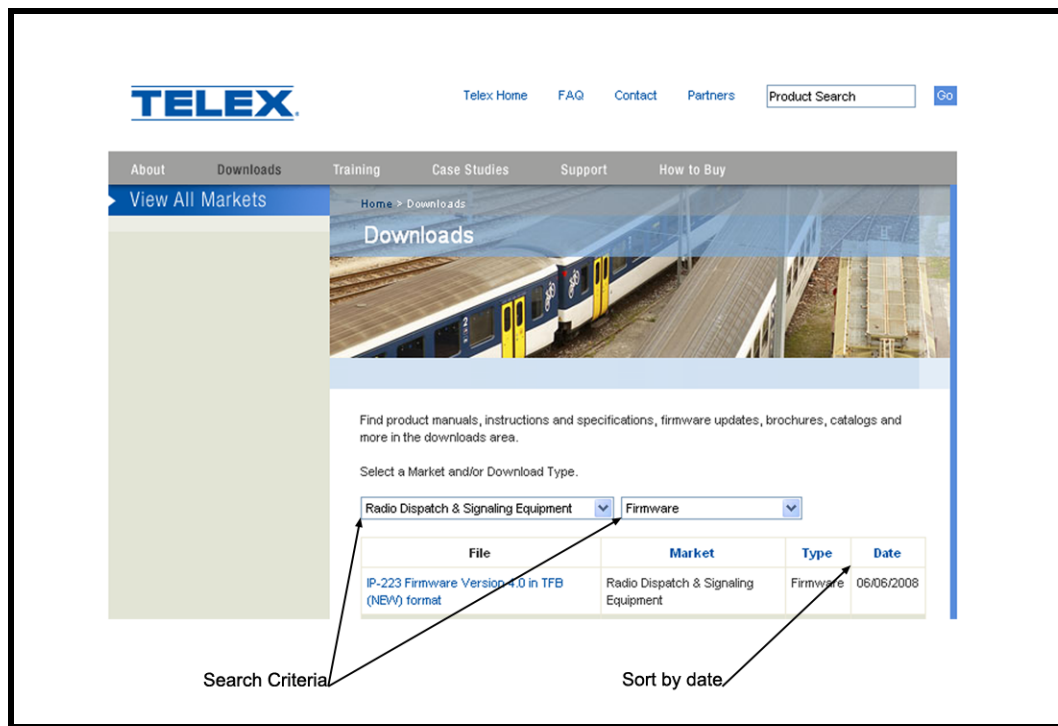 TELEX.
Telex Home FAQ Contact Partners Product Search Go
About Downloads Training Case Studies Support How to Buy
View All Markets
Home > Downloads
Downloads
Find product manuals, instructions and specifications, firmware updates, brochures, catalogs and
more in the downloads area.
Select a Market and/or Download Type.
Radio Dispatch & Signaling Equipment Firmware
File Market Type Date
IP-223 Firmware Version 4.0 in TFB Radio Dispatch & Signaling Firmware 06/06/2008
(NEW) format Equipment
Search Criteria Sort by date